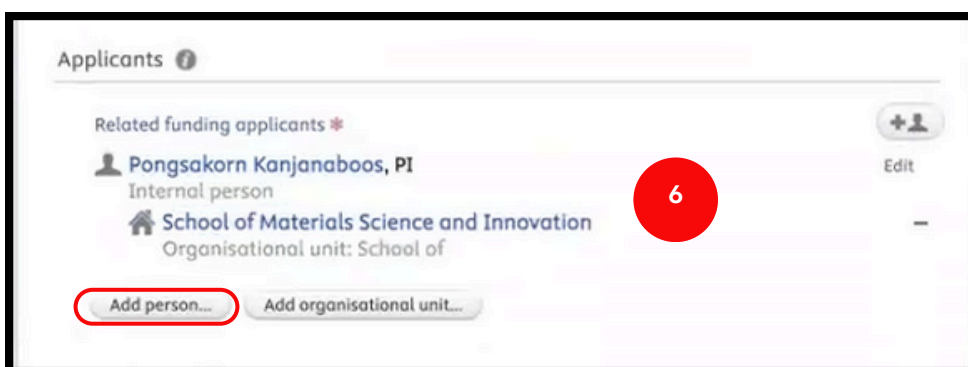 Applicants
Related funding applicants *
Pongsakorn Kanjanaboos, PI
Edit
Internal person
6
School of Materials Science and Innovation
Organisational unit: School of
Add person...
Add organisational unit...